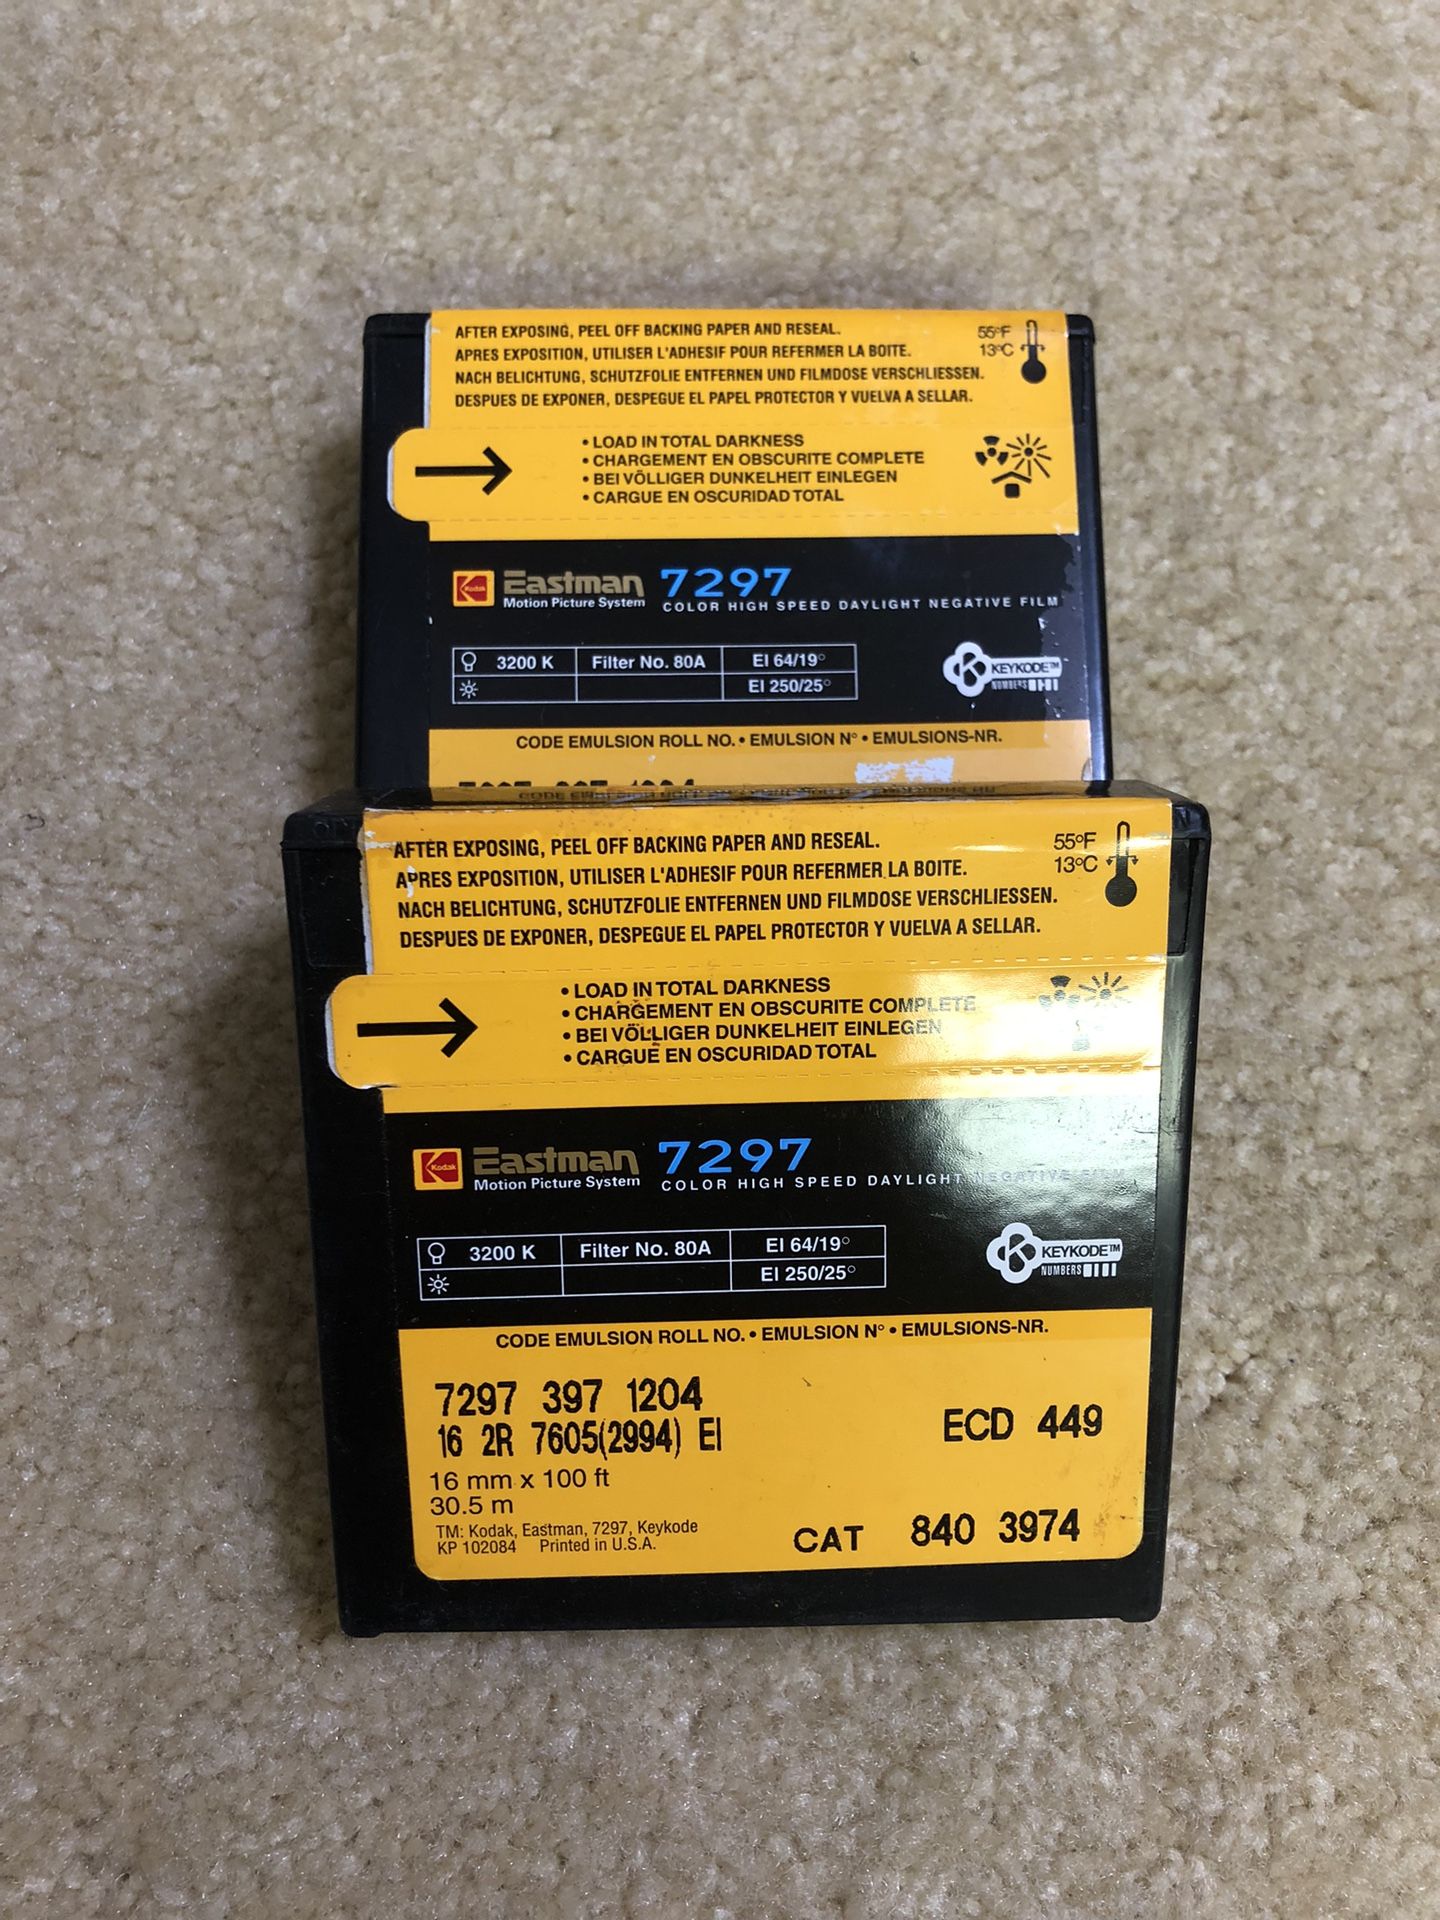 AFTER EXPOSING, PEEL OFF BACKING PAPER AND RESEAL.
APRES EXPOSITION, UTILISER L'ADHESIF POUR REFERMER LA BOITE.
NACH BELICHTUNG, SCHUTZFOLIE ENTFERNEN UND FILMDOSE VERSCHLIESSEN.
DESPUES DE EXPONER, DESPEGUE EL PAPEL PROTECTOR Y VUELVA A SELLAR.
55°F
13°C
• LOAD IN TOTAL DARKNESS
• CHARGEMENT EN OBSCURITE COMPLETE
• BEI VÖLLIGER DUNKELHEIT EINLEGEN
• CARGUE EN OSCURIDAD TOTAL
Kodak Eastman 7297
Motion Picture System COLOR HIGH SPEED DAYLIGHT NEGATIVE FILM
3200 K Filter No. 80A EI 64/19°
EI 250/25°
KEYKODE™
NUMBERS
CODE EMULSION ROLL NO. • EMULSION N° • EMULSIONS-NR.
CODE EMULSION ROLL NO.
AFTER EXPOSING, PEEL OFF BACKING PAPER AND RESEAL.
APRES EXPOSITION, UTILISER L'ADHESIF POUR REFERMER LA BOITE.
NACH BELICHTUNG, SCHUTZFOLIE ENTFERNEN UND FILMDOSE VERSCHLIESSEN.
DESPUES DE EXPONER, DESPEGUE EL PAPEL PROTECTOR Y VUELVA A SELLAR.
55°F
13°C
• LOAD IN TOTAL DARKNESS
• CHARGEMENT EN OBSCURITE COMPLETE
• BEI VÖLLIGER DUNKELHEIT EINLEGEN
• CARGUE EN OSCURIDAD TOTAL
Kodak Eastman 7297
Motion Picture System COLOR HIGH SPEED DAYLIGHT NEGATIVE FILM
3200 K Filter No. 80A EI 64/19°
EI 250/25°
KEYKODE™
NUMBERS
CODE EMULSION ROLL NO. • EMULSION N° • EMULSIONS-NR.
7297 397 1204
16 2R 7605(2994) EI
ECD 449
16 mm x 100 ft
30.5 m
TM: Kodak, Eastman, 7297, Keykode
KP 102084 Printed in U.S.A.
CAT 840 3974